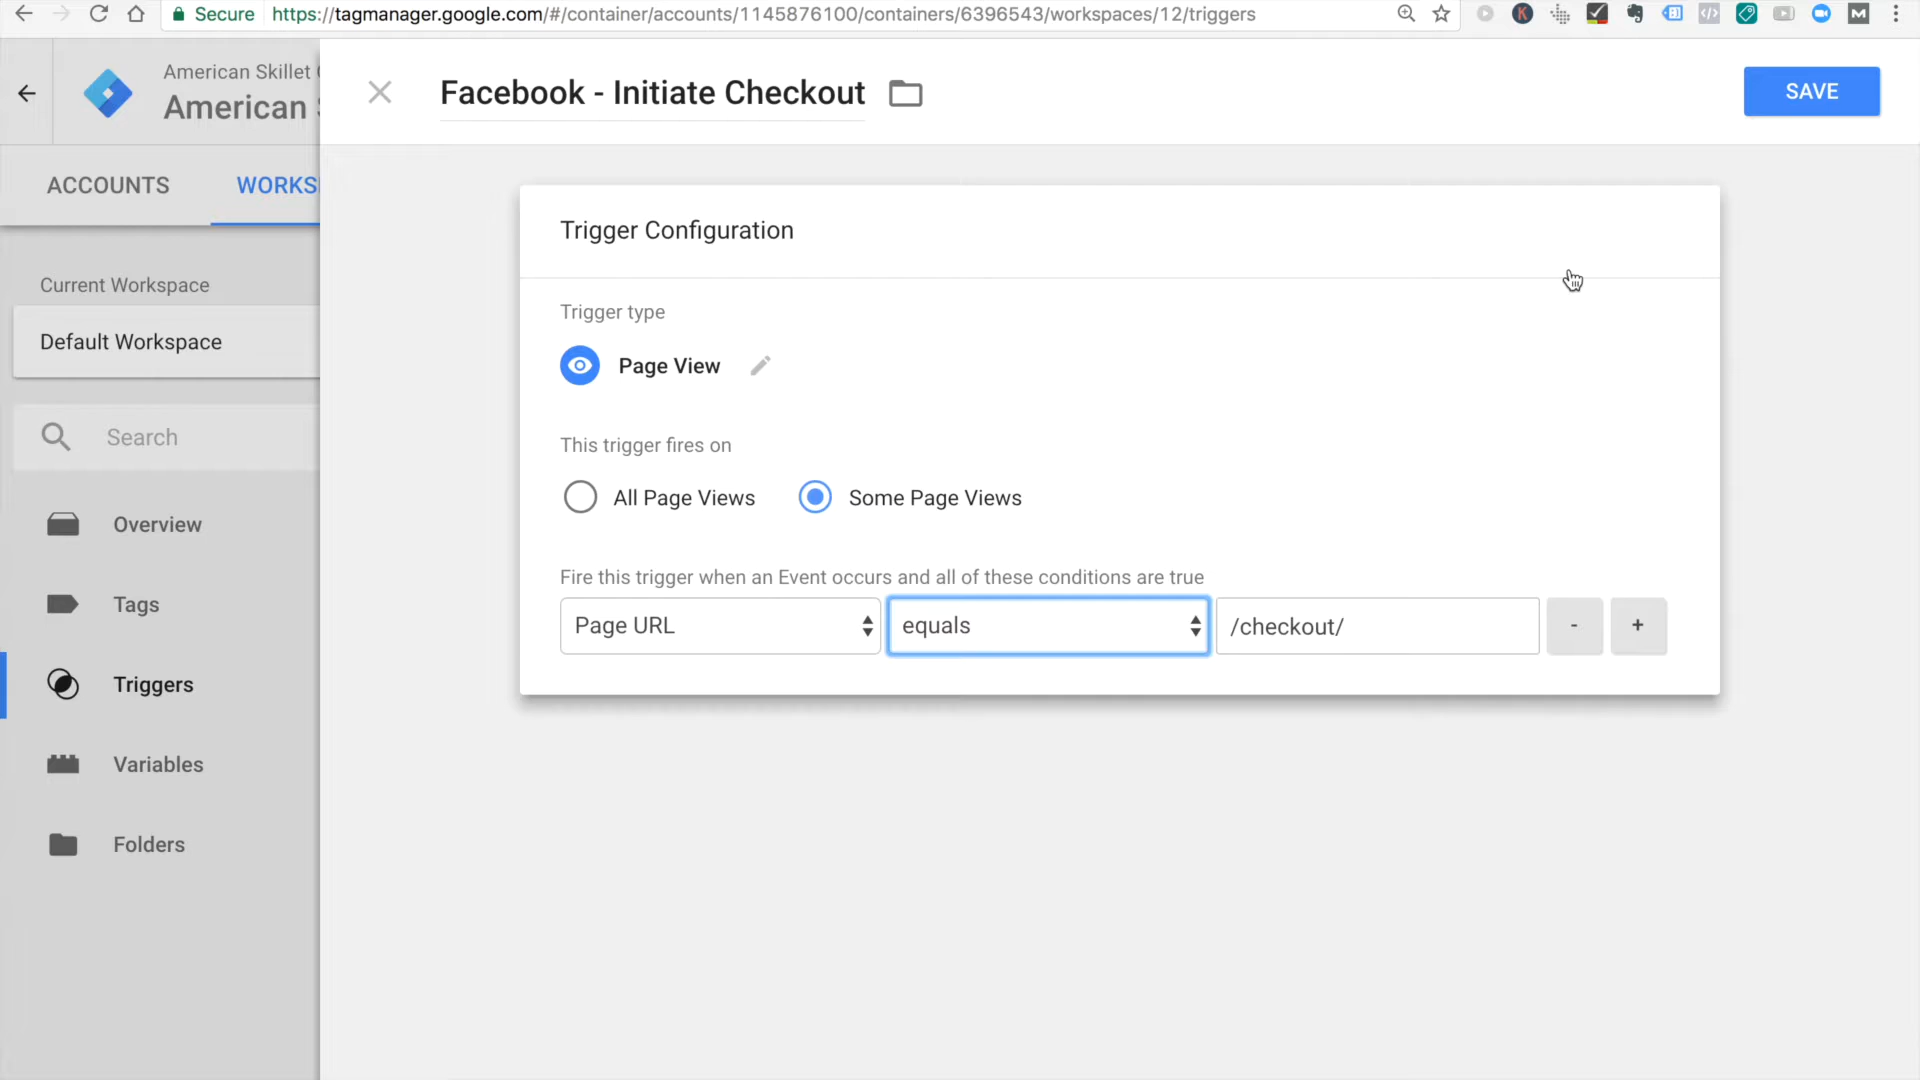 Secure
https://tagmanager.google.com/#/container/accounts/1145876100/containers/6396543/workspaces/12/triggers
American Skillet
American
Facebook - Initiate Checkout
SAVE
ACCOUNTS
WORKS
Trigger Configuration
Current Workspace
Default Workspace
Trigger type
Page View
Search
This trigger fires on
All Page Views
Some Page Views
Overview
Tags
Fire this trigger when an Event occurs and all of these conditions are true
Page URL
equals
/checkout/
-
+
Triggers
Variables
Folders